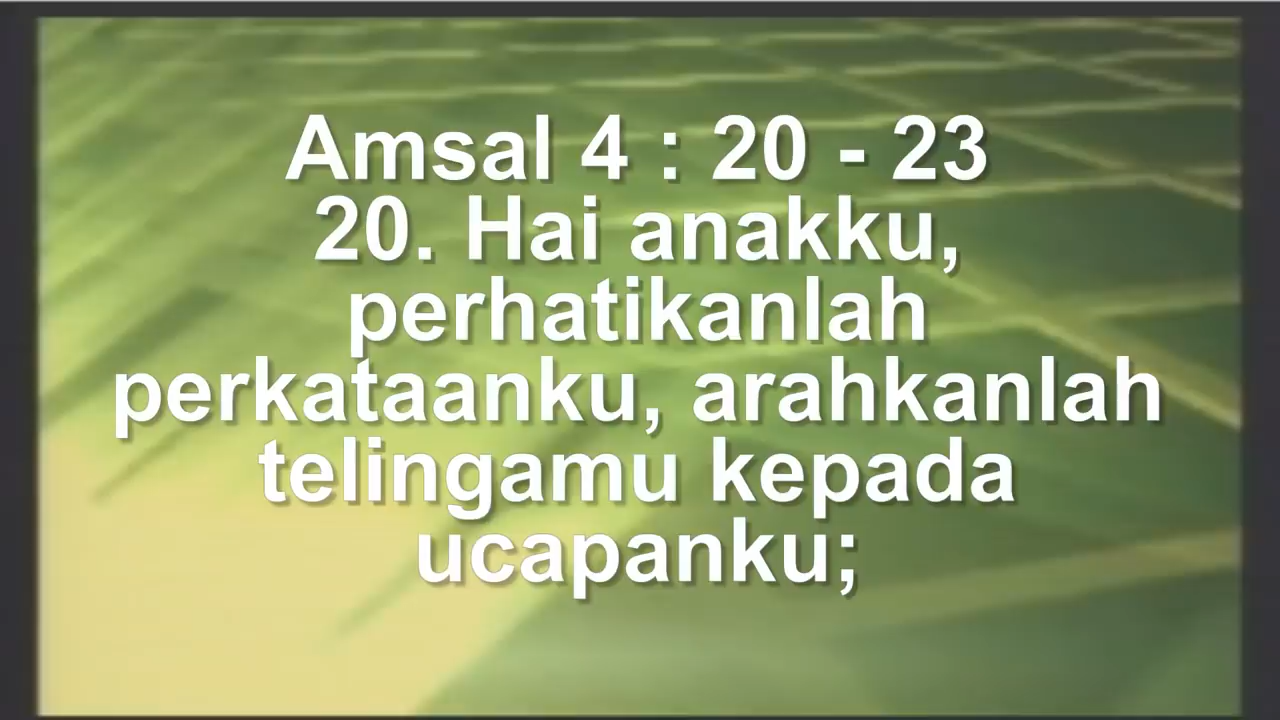 Amsal 4 : 20 - 23
20. Hai anakku,
perhatikanlah
perkataanku, arahkanlah
telingamu kepada
ucapanku;